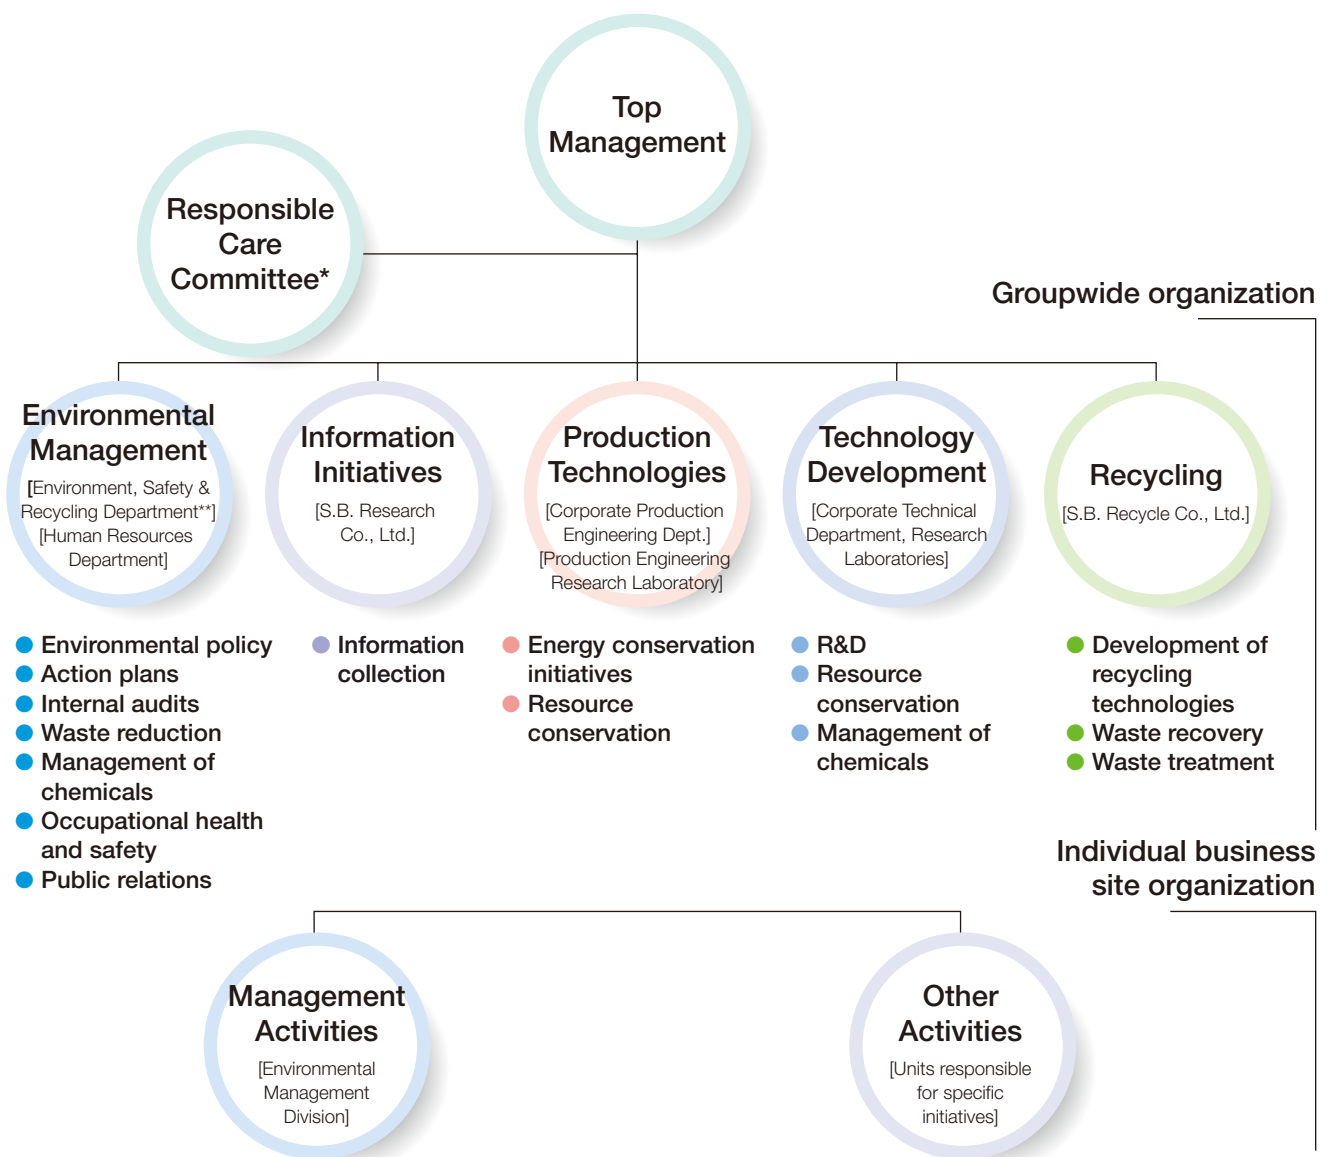 Top
Management
Responsible
Care
Committee*
Groupwide organization
Environmental
Management
[Environment, Safety &
Recycling Department**]
[Human Resources
Department]
Information
Initiatives
[S.B. Research
Co., Ltd.]
Production
Technologies
[Corporate Production
Engineering Dept.]
[Production Engineering
Research Laboratory]
Technology
Development
[Corporate Technical
Department, Research
Laboratories]
Recycling
[S.B. Recycle Co., Ltd.]
Environmental policy
Action plans
Internal audits
Waste reduction
Management of
chemicals
Occupational health
and safety
Public relations
Information
collection
Energy conservation
initiatives
Resource
conservation
R&D
Resource
conservation
Management of
chemicals
Development of
recycling
technologies
Waste recovery
Waste treatment
Individual business
site organization
Management
Activities
[Environmental
Management
Division]
Other
Activities
[Units responsible
for specific
initiatives]